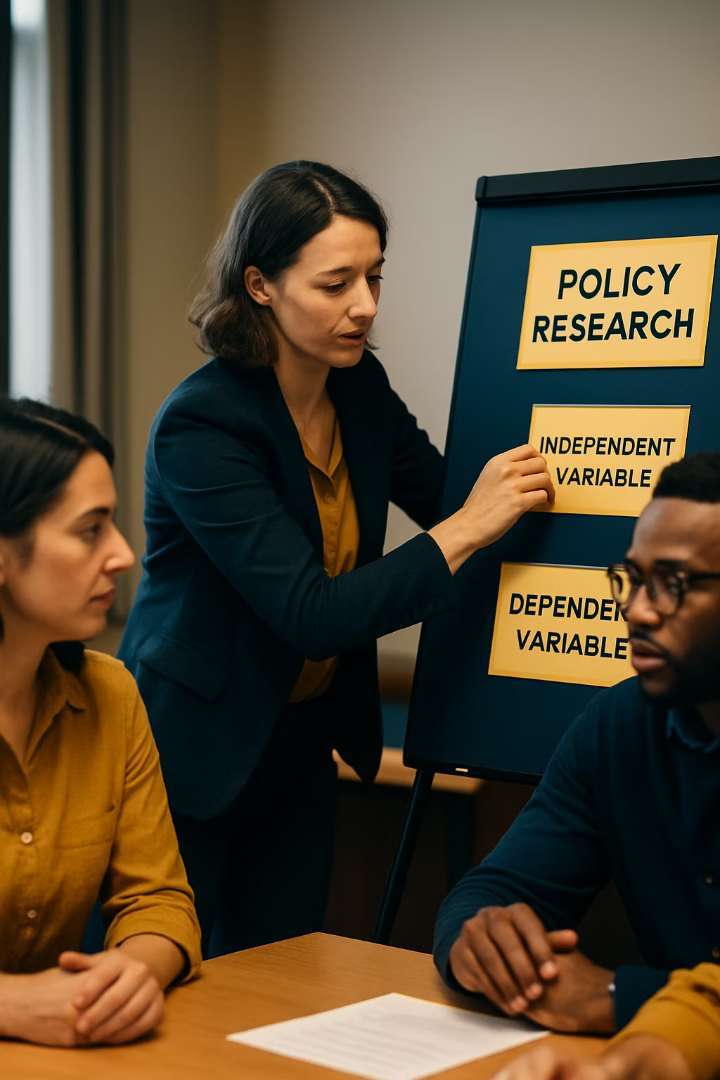 POLICY
RESEARCH
INDEPENDENT
VARIABLE
DEPENDEN
VARIABLE